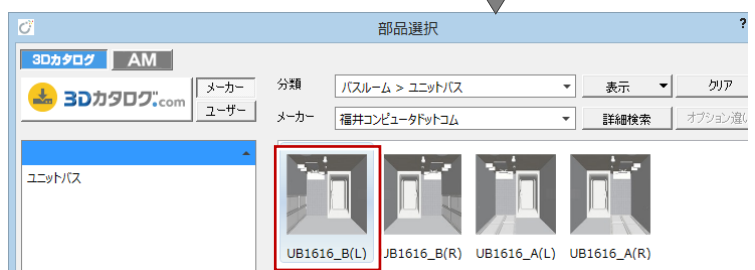 部品選択
?
3Dカタログ AM
3Dカタログ.com
メーカー
ユーザー
分類 バスルーム > ユニットバス 表示 クリア
メーカー 福井コンピュータドットコム 詳細検索 オプション違い
ユニットバス
UB1616_B(L) UB1616_B(R) UB1616_A(L) UB1616_A(R)